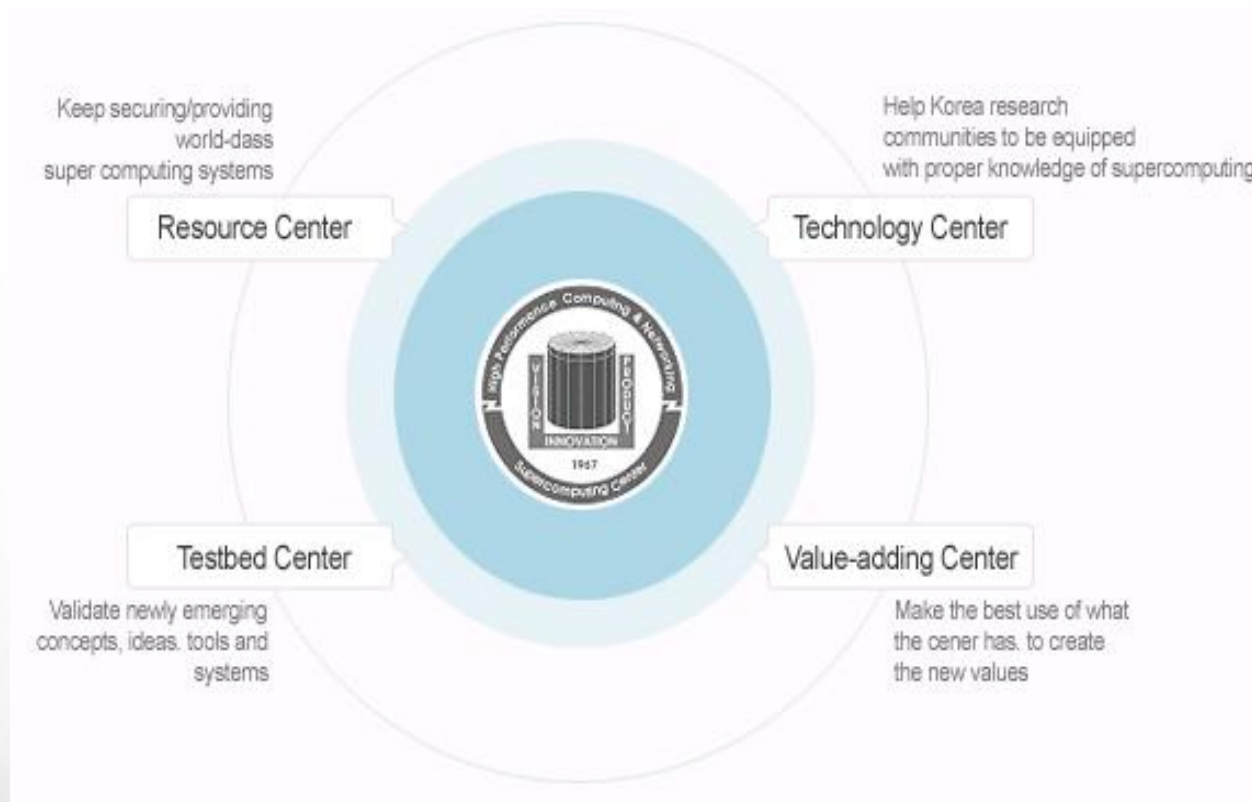 Keep securing/providing
world-dass
super computing systems
Resource Center
Help Korea research
communities to be equipped
with proper knowledge of supercomputing
Technology Center
High Performance Computing & Networking
VISION
PRODUCT
INNOVATION
1967
Supercomputing Center
Testbed Center
Validate newly emerging
concepts, ideas. tools and
systems
Value-adding Center
Make the best use of what
the cener has. to create
the new values